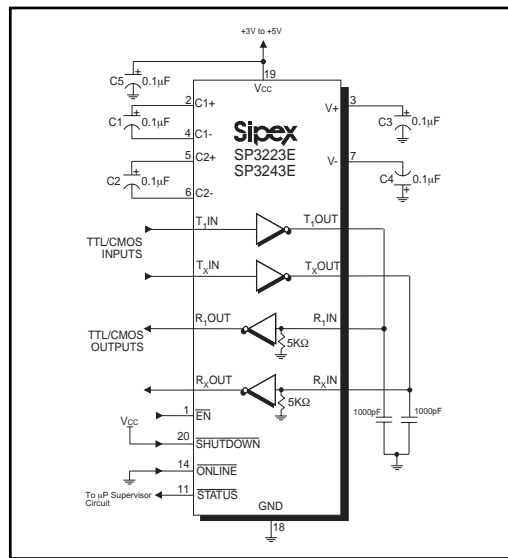 +3V to +5V
19
VCC
C5
0.1µF
2
C1+
V+
3
C1
0.1µF
C3
0.1µF
4
C1-
Sipex
SP3223E
SP3243E
5
C2+
V-
7
C2
0.1µF
C4
0.1µF
6
C2-
T1IN
T1OUT
TTL/CMOS
INPUTS
TXIN
TXOUT
R1OUT
R1IN
TTL/CMOS
OUTPUTS
5KΩ
RXOUT
RXIN
5KΩ
1000pF
1000pF
1
EN
VCC
20
SHUTDOWN
14
ONLINE
11
STATUS
To µP Supervisor
Circuit
GND
18